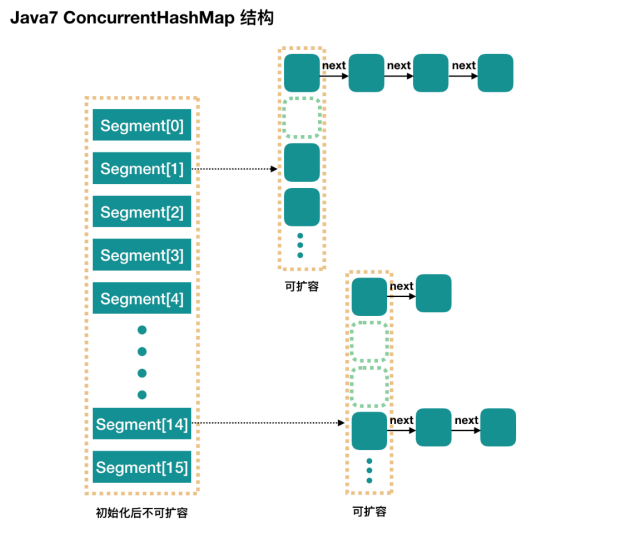 Java7 ConcurrentHashMap 结构
next
next
next
Segment[0]
Segment[1]
Segment[2]
Segment[3]
Segment[4]
可扩容
next
Segment[14]
next
next
Segment[15]
初始化后不可扩容
可扩容